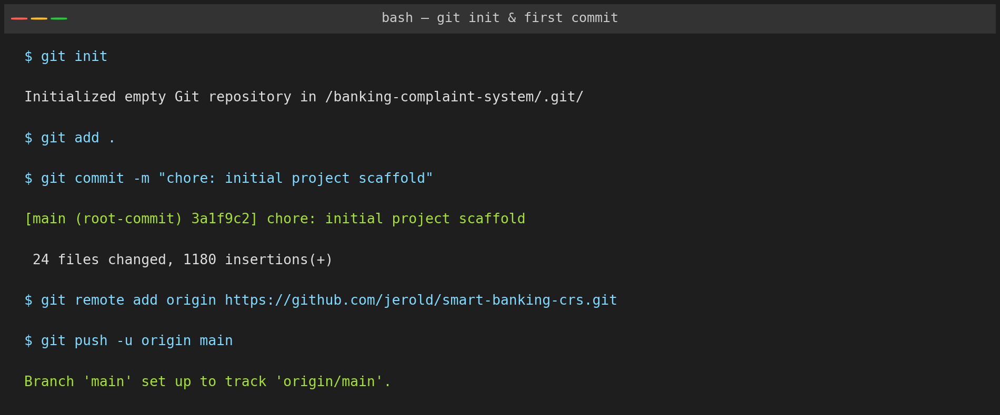 bash — git init & first commit
$ git init
Initialized empty Git repository in /banking-complaint-system/.git/
$ git add .
$ git commit -m "chore: initial project scaffold"
[main (root-commit) 3a1f9c2] chore: initial project scaffold
 24 files changed, 1180 insertions(+)
$ git remote add origin https://github.com/jerold/smart-banking-crs.git
$ git push -u origin main
Branch 'main' set up to track 'origin/main'.